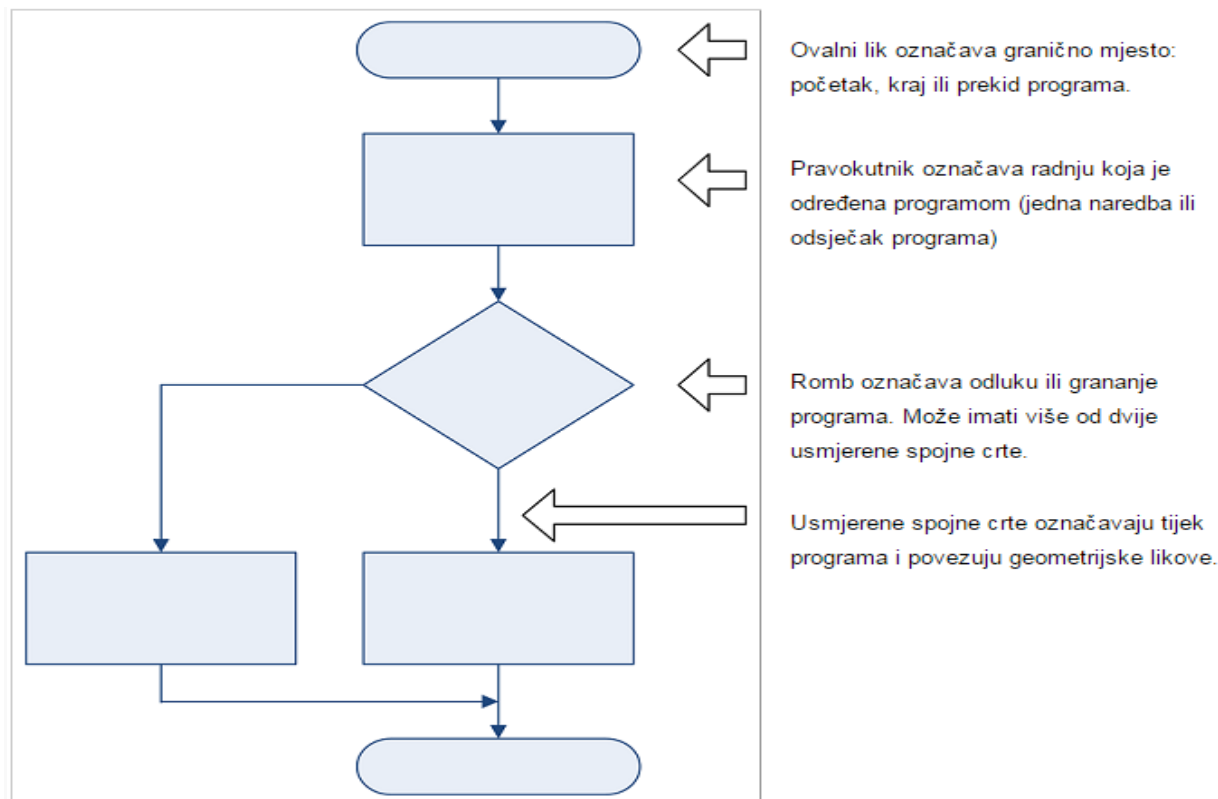 Ovalni lik označava granično mjesto:
početak, kraj ili prekid programa.
Pravokutnik označava radnju koja je
određena programom (jedna naredba ili
odsječak programa)
Romb označava odluku ili grananje
programa. Može imati više od dvije
usmjerene spojne crte.
Usmjerene spojne crte označavaju tijek
programa i povezuju geometrijske likove.